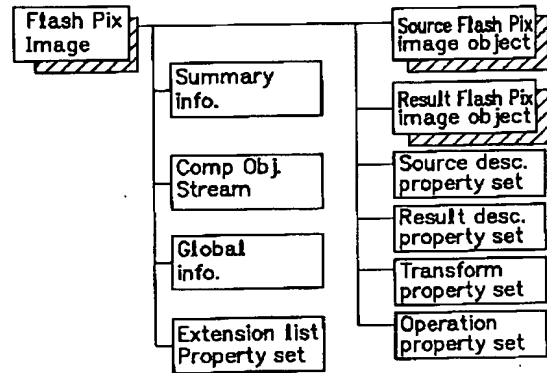 Flash Pix
Image
Summary
info.
Comp Obj.
Stream
Global
info.
Extension list
Property set
Source Flash Pix
image object
Result Flash Pix
image object
Source desc.
property set
Result desc.
property set
Transform
property set
Operation
property set